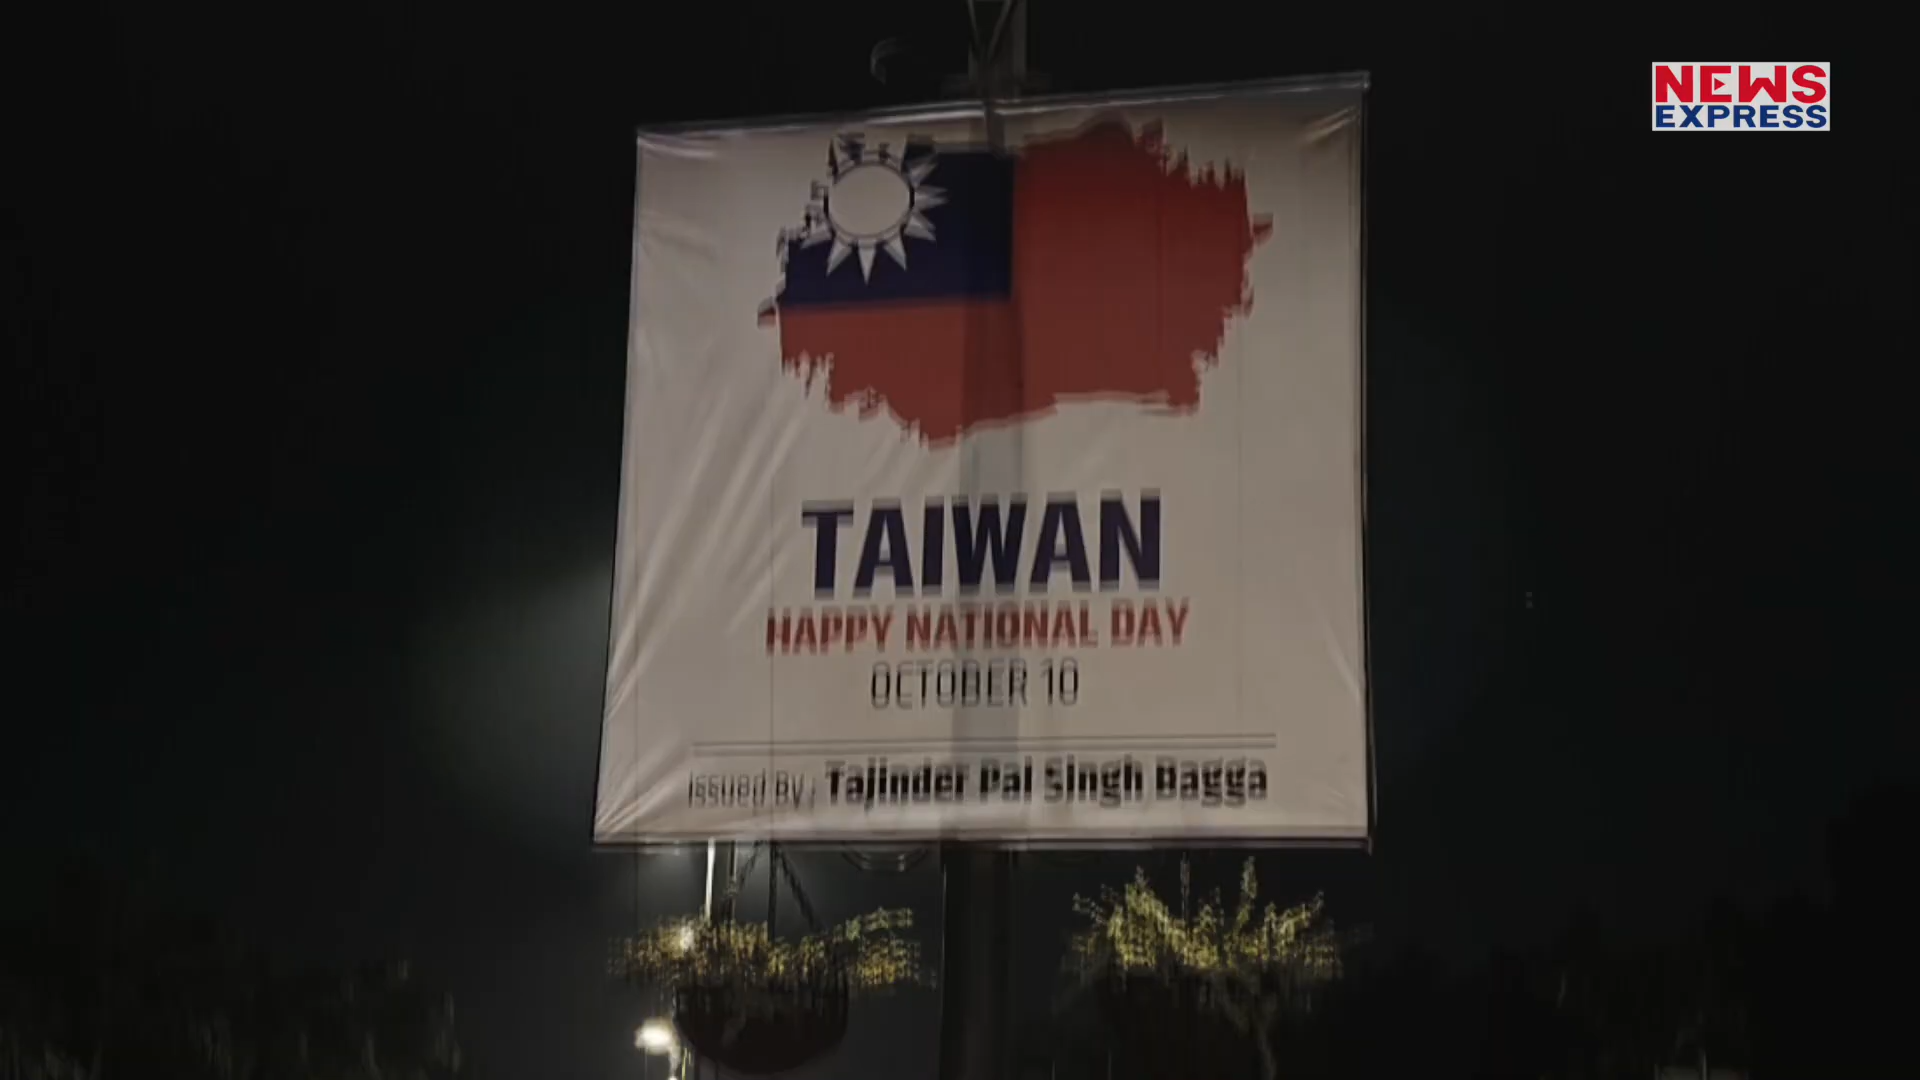 NEWS
EXPRESS
TAIWAN
HAPPY NATIONAL DAY
OCTOBER 10
Issued By: Tajinder Pal Singh Bagga